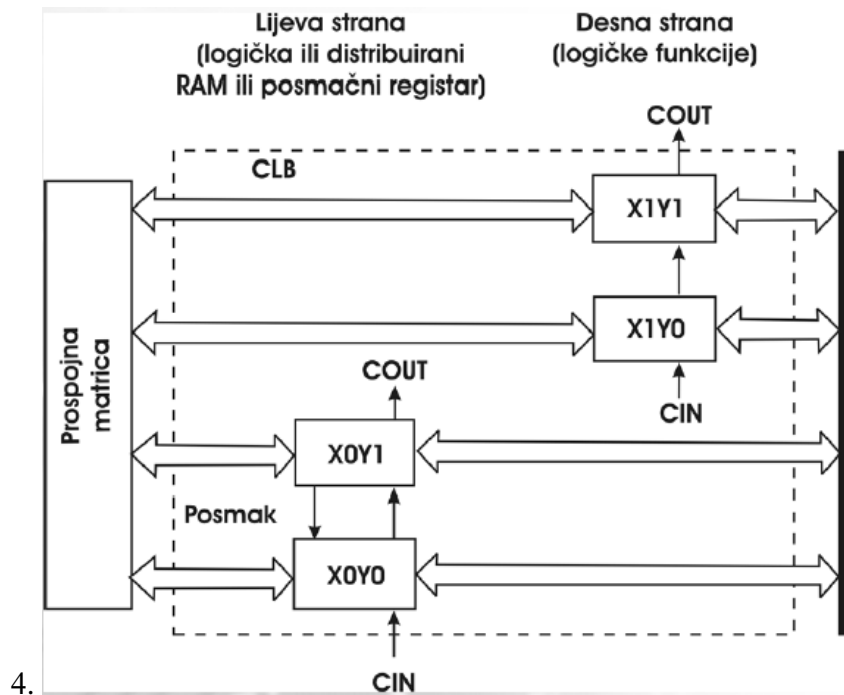 Lijeva strana
(logička ili distribuirani
RAM ili posmačni registar)
Desna strana
(logičke funkcije)
COUT
CLB
X1Y1
X1Y0
COUT
CIN
Prospojna
matrica
X0Y1
Posmak
X0Y0
CIN
4.